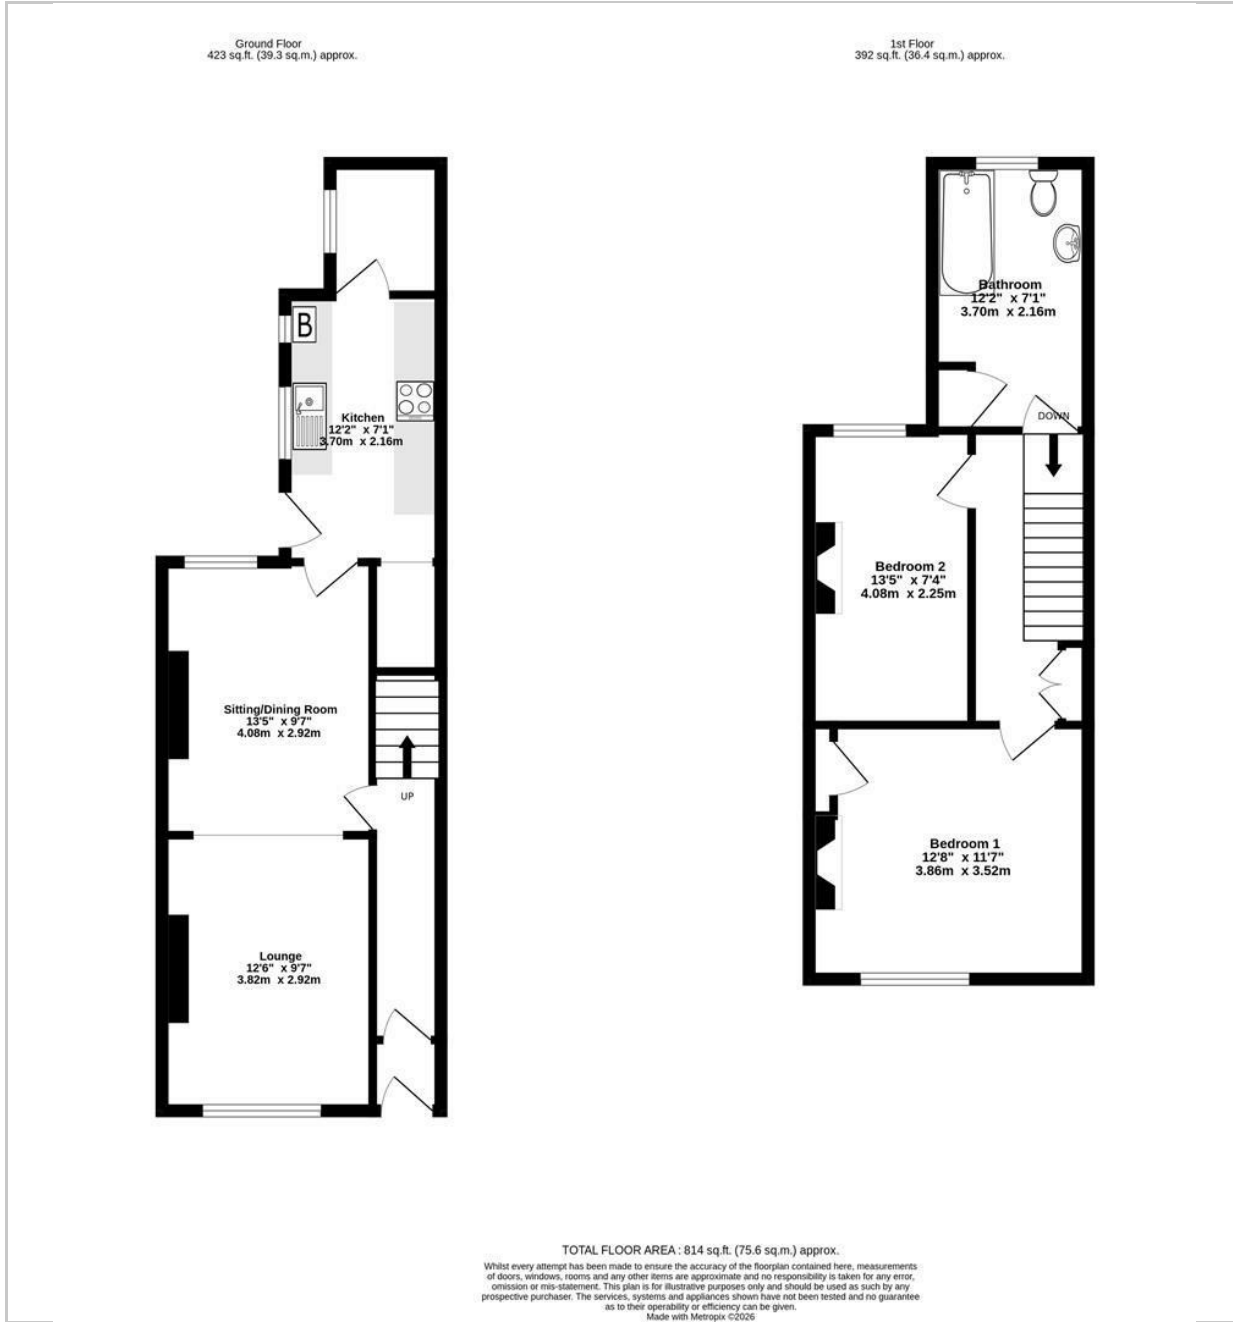 Ground Floor
423 sq.ft. (39.3 sq.m.) approx.
1st Floor
392 sq.ft. (36.4 sq.m.) approx.
B
Kitchen
12'2" x 7'1"
3.70m x 2.16m
Sitting/Dining Room
13'5" x 9'7"
4.08m x 2.92m
UP
Lounge
12'6" x 9'7"
3.82m x 2.92m
Bathroom
12'2" x 7'1"
3.70m x 2.16m
DOWN
Bedroom 2
13'5" x 7'4"
4.08m x 2.25m
Bedroom 1
12'8" x 11'7"
3.86m x 3.52m
TOTAL FLOOR AREA : 814 sq.ft. (75.6 sq.m.) approx.
Whilst every attempt has been made to ensure the accuracy of the floorplan contained here, measurements
of doors, windows, rooms and any other items are approximate and no responsibility is taken for any error,
omission or mis-statement. This plan is for illustrative purposes only and should be used as such by any
prospective purchaser. The services, systems and appliances shown have not been tested and no guarantee
as to their operability or efficiency can be given.
Made with Metropix ©2026